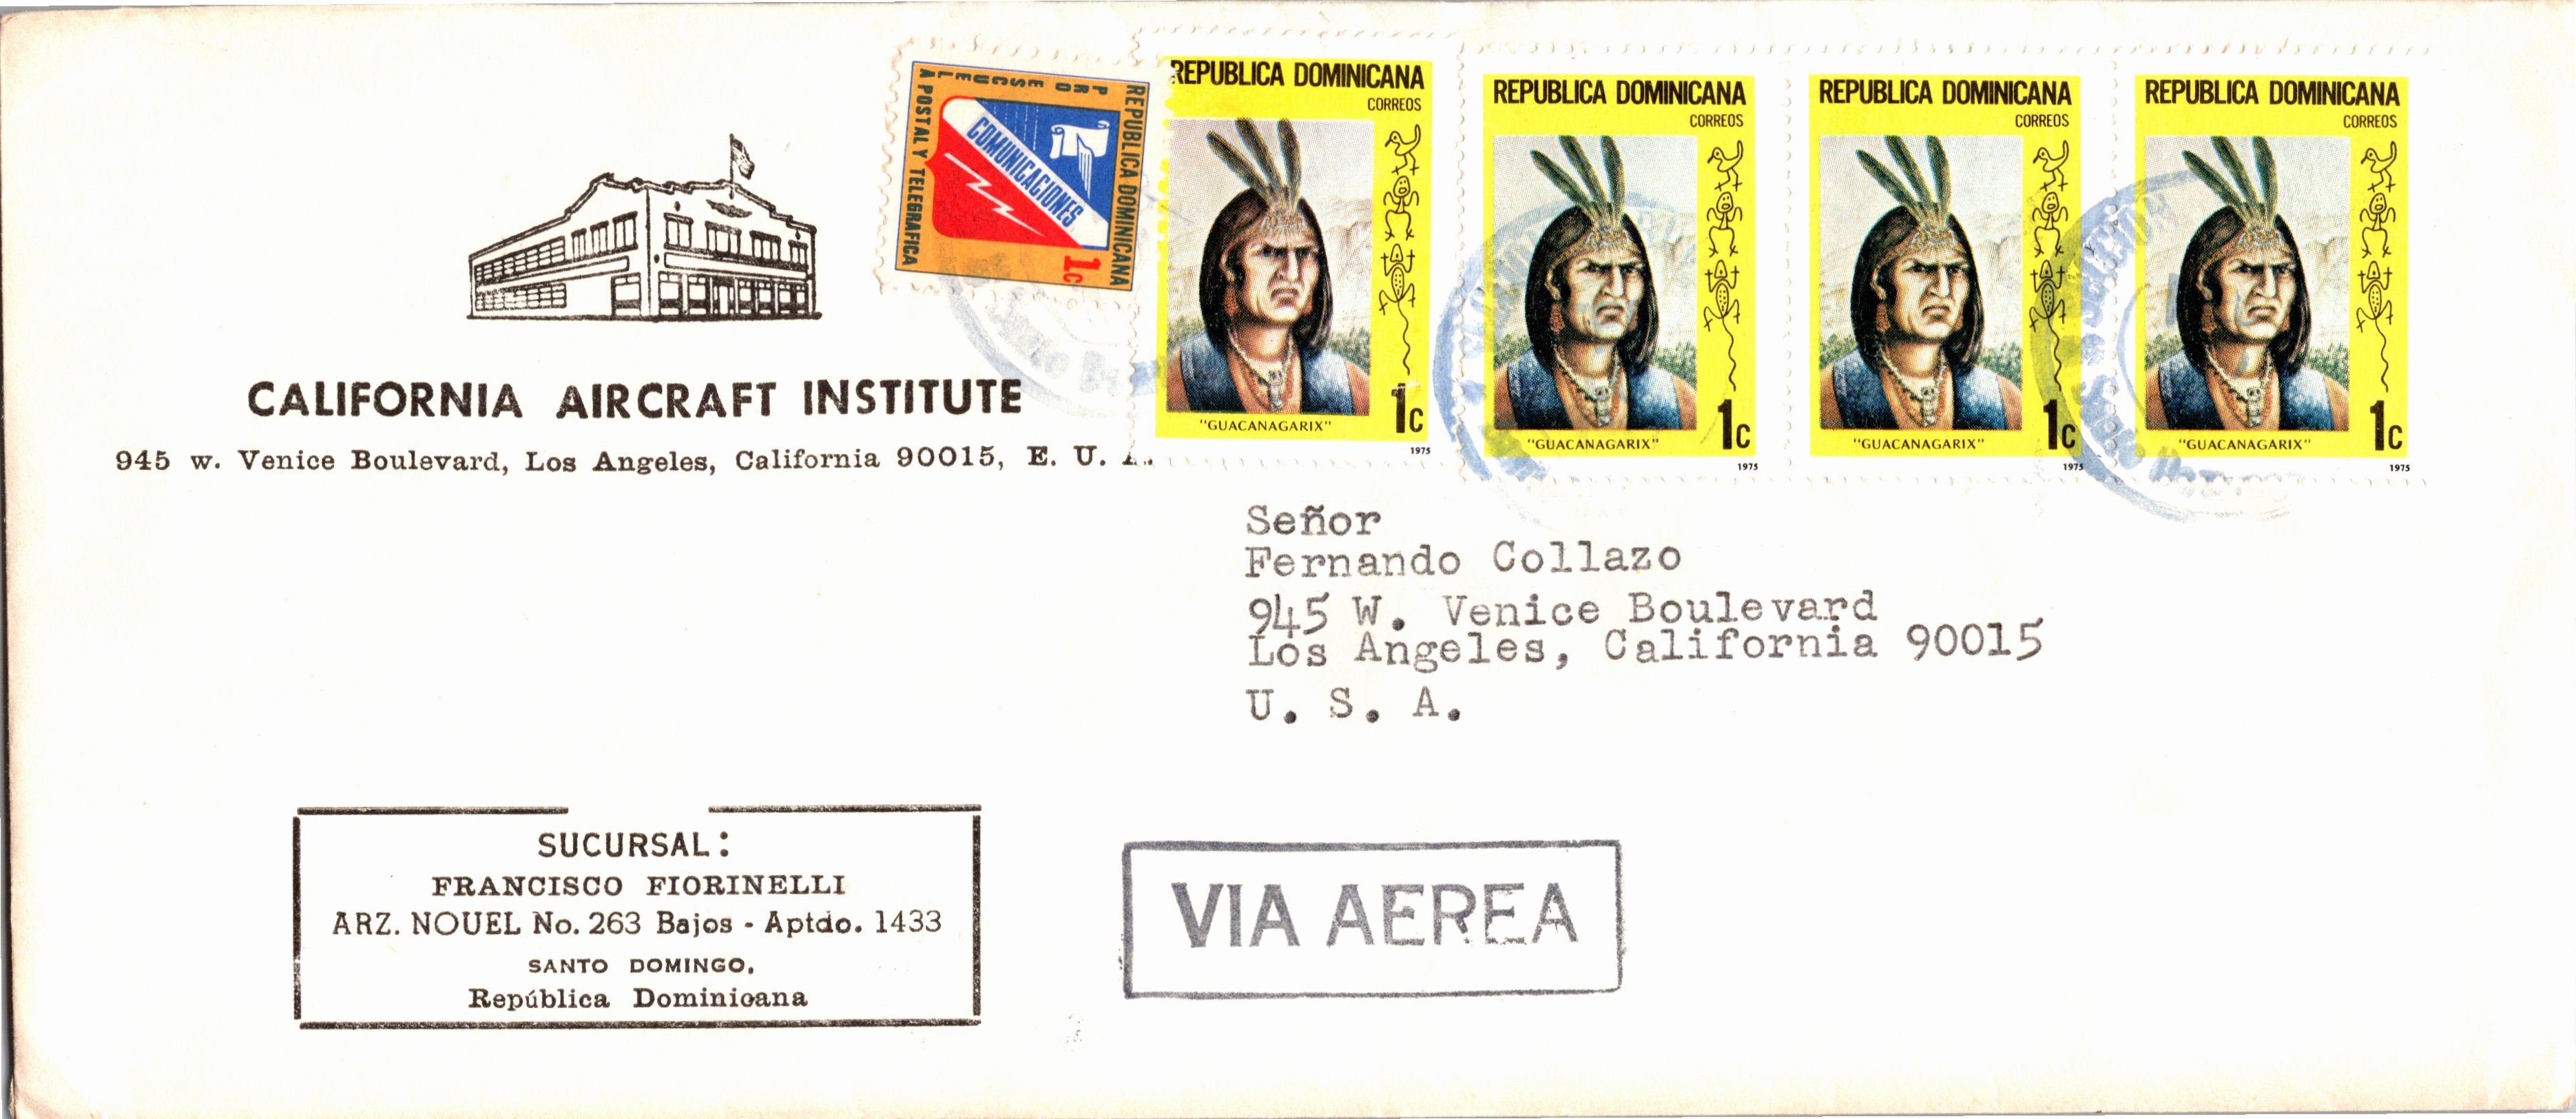 REPUBLICA DOMINICANA
PRO ESCUELA POSTAL Y TELEGRAFICA
COMUNICACIONES
1c
REPUBLICA DOMINICANA
CORREOS
"GUACANAGARIX"
1c
1975
REPUBLICA DOMINICANA
CORREOS
"GUACANAGARIX"
1c
1975
REPUBLICA DOMINICANA
CORREOS
"GUACANAGARIX"
1c
1975
REPUBLICA DOMINICANA
CORREOS
"GUACANAGARIX"
1c
1975
CALIFORNIA AIRCRAFT INSTITUTE
945 w. Venice Boulevard, Los Angeles, California 90015, E. U. A.
Señor
Fernando Collazo
945 W. Venice Boulevard
Los Angeles, California 90015
U. S. A.
SUCURSAL:
FRANCISCO FIORINELLI
ARZ. NOUEL No. 263 Bajos - Aptdo. 1433
SANTO DOMINGO,
República Dominicana
VIA AEREA